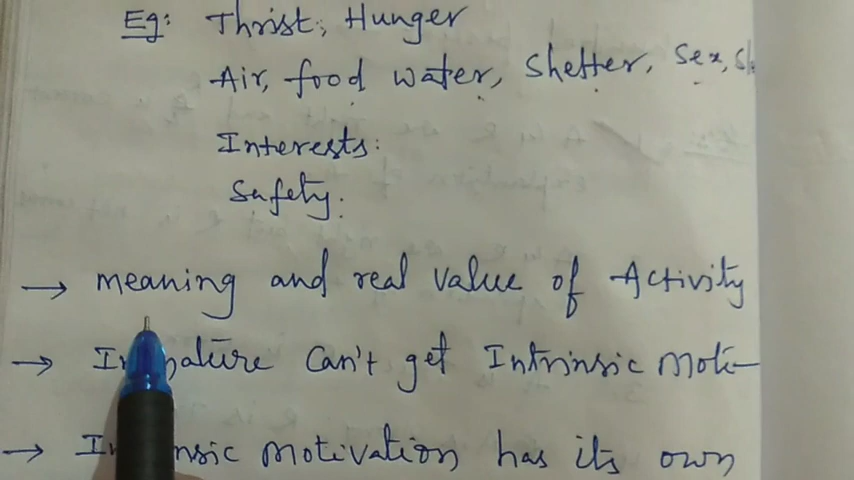 Eg: Thrist, Hunger
Air, food water, Shelter, Sex,
Interests:
Safety.
→ meaning and real value of Activity
→ Can't get Intrinsic Moti-
→ motivation has its own